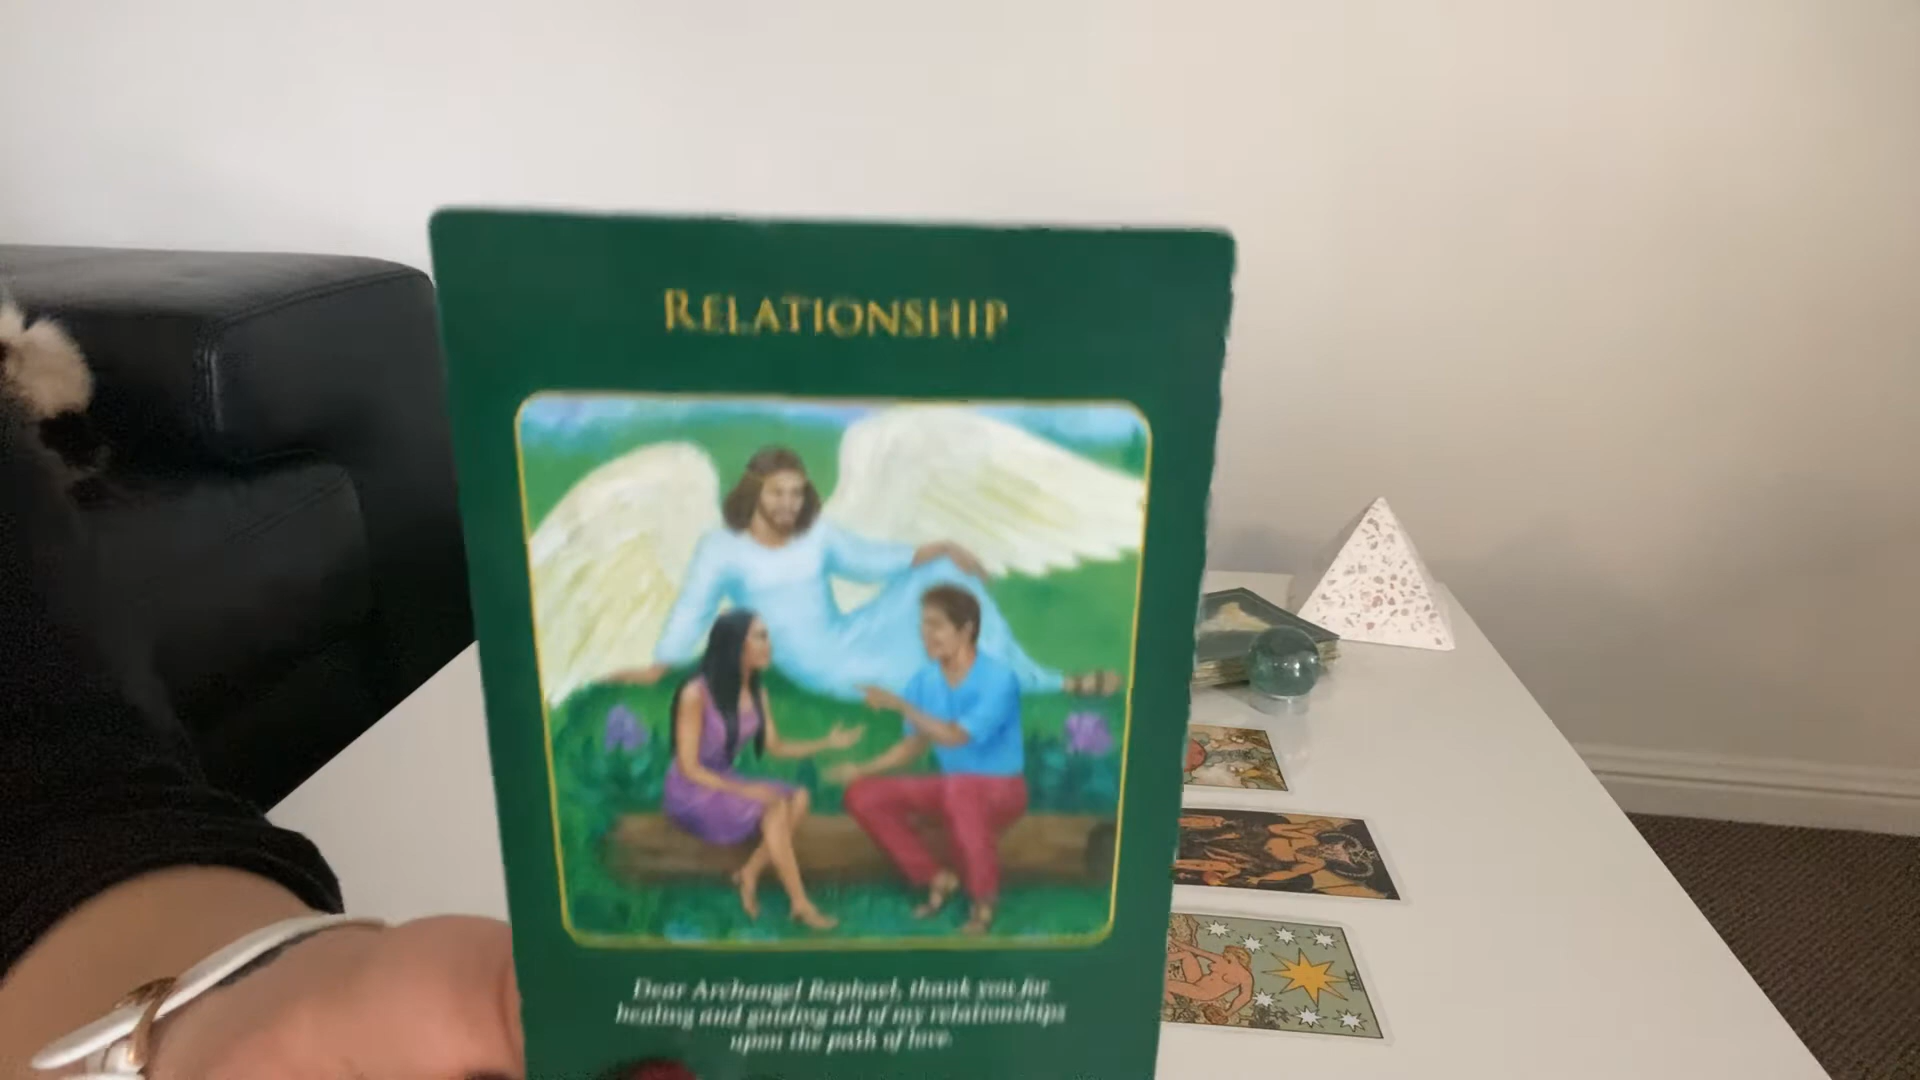 RELATIONSHIP
Dear Archangel Raphael, thank you for
healing and guiding all of my relationships
upon the path of love.